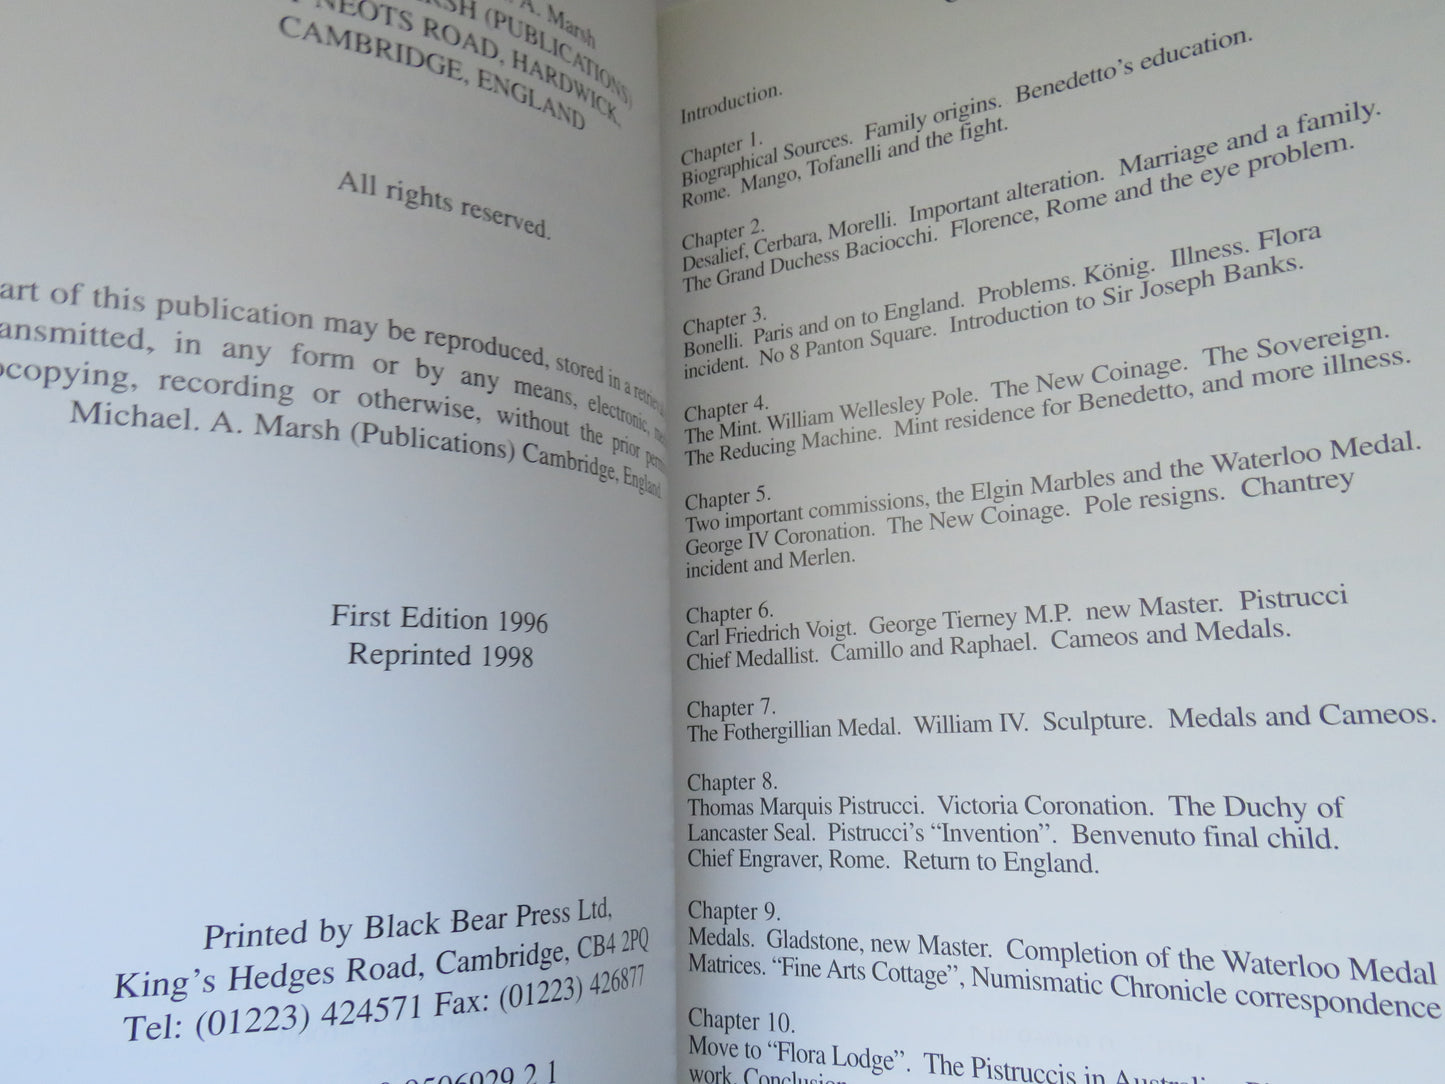 A. Marsh
(PUBLICATIONS)
NEOTS ROAD, HARDWICK,
CAMBRIDGE, ENGLAND
All rights reserved.
art of this publication may be reproduced, stored in a
ansmitted, in any form or by any means, electronic,
ocopying, recording or otherwise, without the prior
Michael. A. Marsh (Publications) Cambridge, England
First Edition 1996
Reprinted 1998
Printed by Black Bear Press Ltd,
King's Hedges Road, Cambridge, CB4 2PQ
Tel: (01223) 424571 Fax: (01223) 426877
9506929 2 1
Introduction.
Chapter 1.
Biographical Sources. Family origins. Benedetto's education.
Rome. Mango, Tofanelli and the fight.
Chapter 2.
Desalief, Cerbara, Morelli. Important alteration. Marriage and a family.
The Grand Duchess Baciocchi. Florence, Rome and the eye problem.
Chapter 3.
Bonelli. Paris and on to England. Problems. König. Illness. Flora
incident. No 8 Panton Square. Introduction to Sir Joseph Banks.
Chapter 4.
The Mint. William Wellesley Pole. The New Coinage. The Sovereign.
The Reducing Machine. Mint residence for Benedetto, and more illness.
Chapter 5.
Two important commissions, the Elgin Marbles and the Waterloo Medal.
George IV Coronation. The New Coinage. Pole resigns. Chantrey
incident and Merlen.
Chapter 6.
Carl Friedrich Voigt. George Tierney M.P. new Master. Pistrucci
Chief Medallist. Camillo and Raphael. Cameos and Medals.
Chapter 7.
The Fothergillian Medal. William IV. Sculpture. Medals and Cameos.
Chapter 8.
Thomas Marquis Pistrucci. Victoria Coronation. The Duchy of
Lancaster Seal. Pistrucci's "Invention". Benvenuto final child.
Chief Engraver, Rome. Return to England.
Chapter 9.
Medals. Gladstone, new Master. Completion of the Waterloo Medal
Matrices. "Fine Arts Cottage", Numismatic Chronicle correspondence
Chapter 10.
Move to "Flora Lodge". The Pistruccis in
work. Conclusion